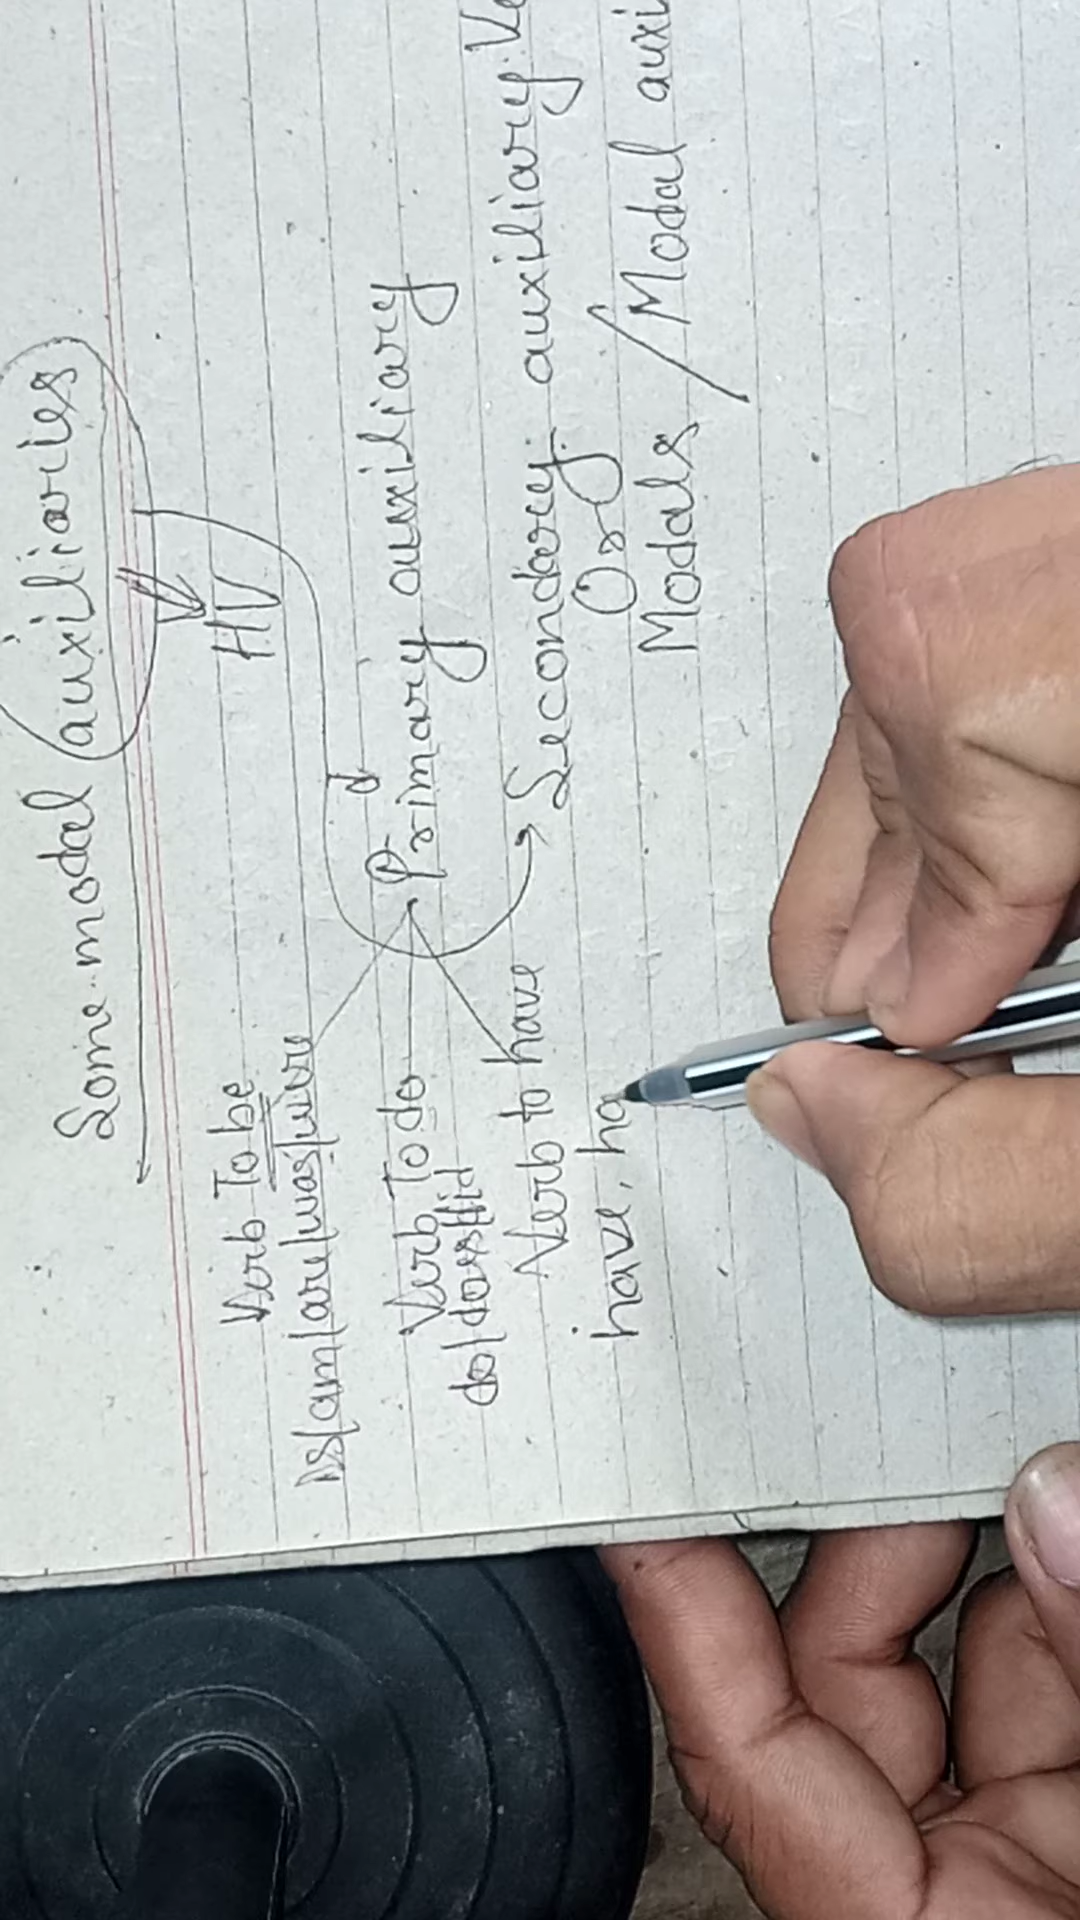 Some modal auxiliaries
HV
Verb To be
is/am/are/was/were
Primary auxiliary
Verb To do
do/does/did
Secondary auxiliary Ve
Verb to have
Or
have, ha
Modals / Modal auxi